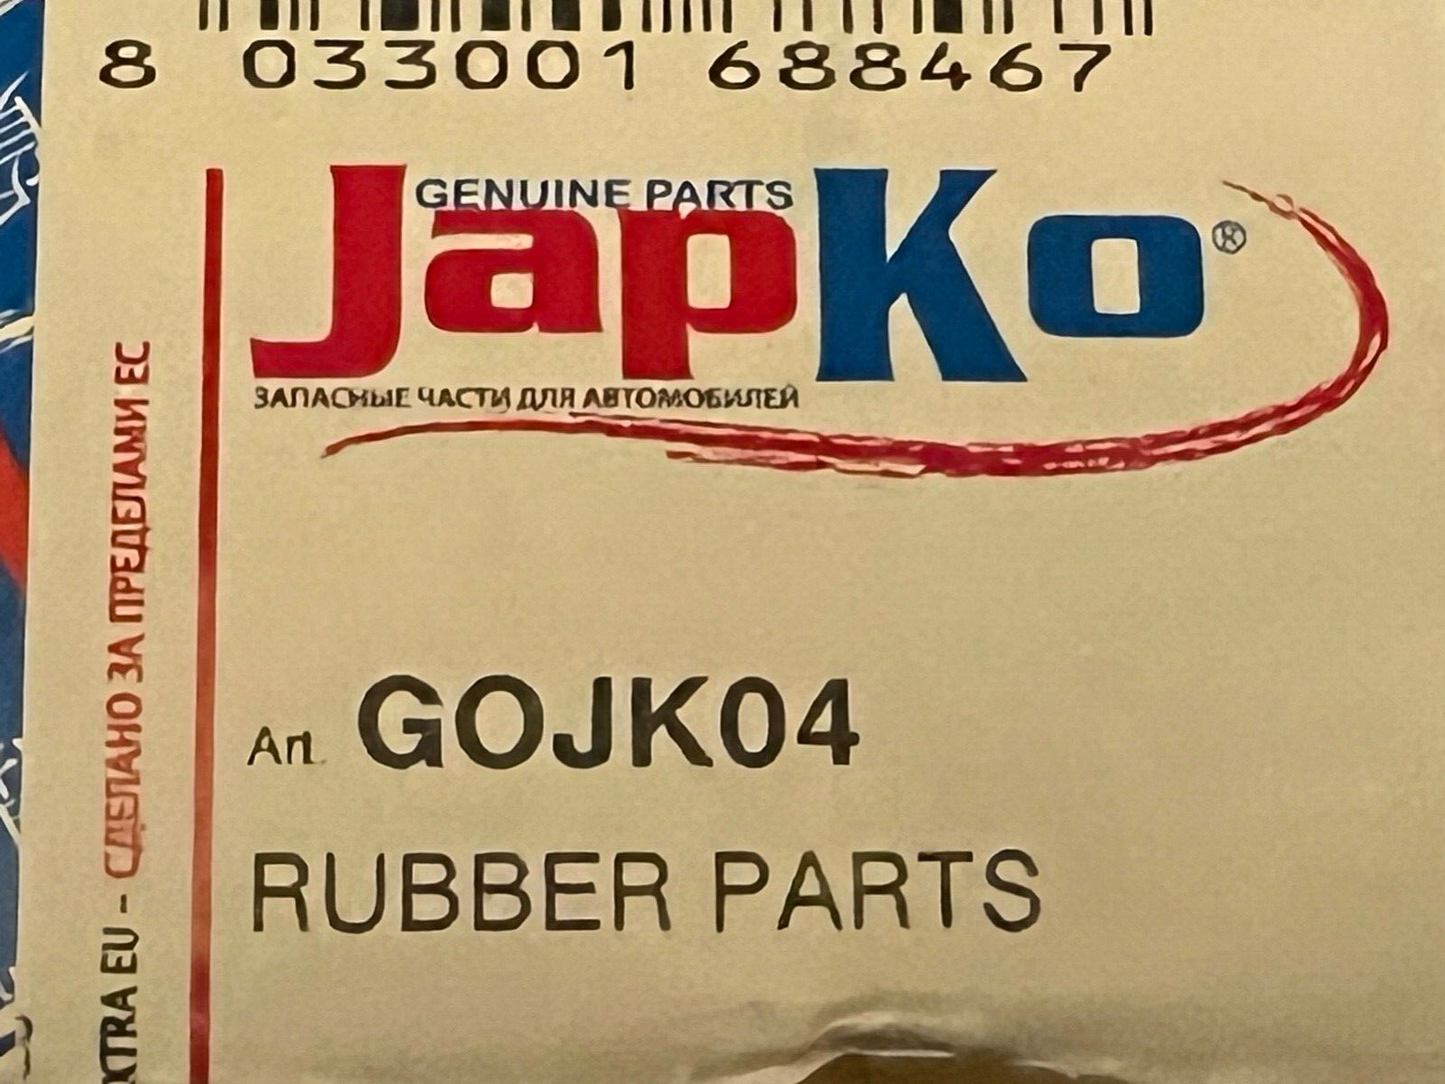 8 033001 688467
GENUINE PARTS
JapKo®
ЗАПАСНЫЕ ЧАСТИ ДЛЯ АВТОМОБИЛЕЙ
Art. GOJK04
RUBBER PARTS
EU - СДЕЛАНО ЗА ПРЕДЕЛАМИ ЕС